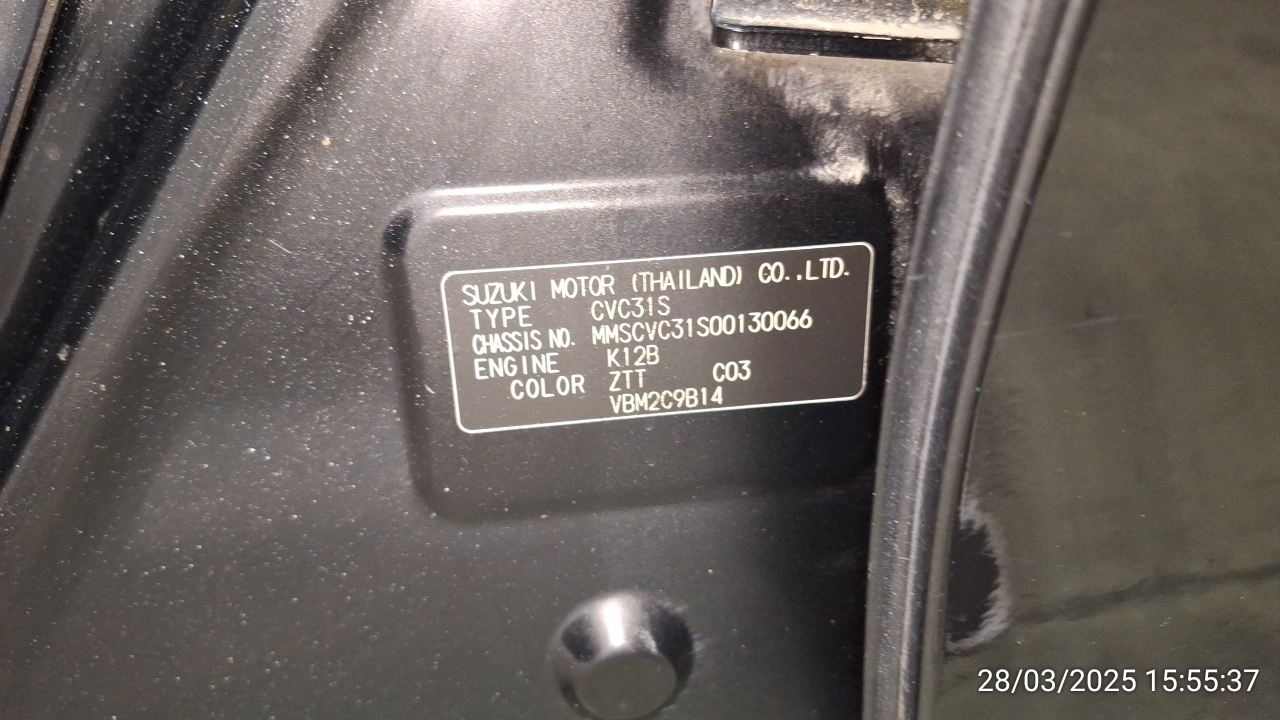 SUZUKI MOTOR (THAILAND) CO.,LTD.
TYPE CVC31S
CHASSIS NO. MMSCVC31S00130066
ENGINE K12B
COLOR ZTT C03
VBM2C9B14
28/03/2025 15:55:37